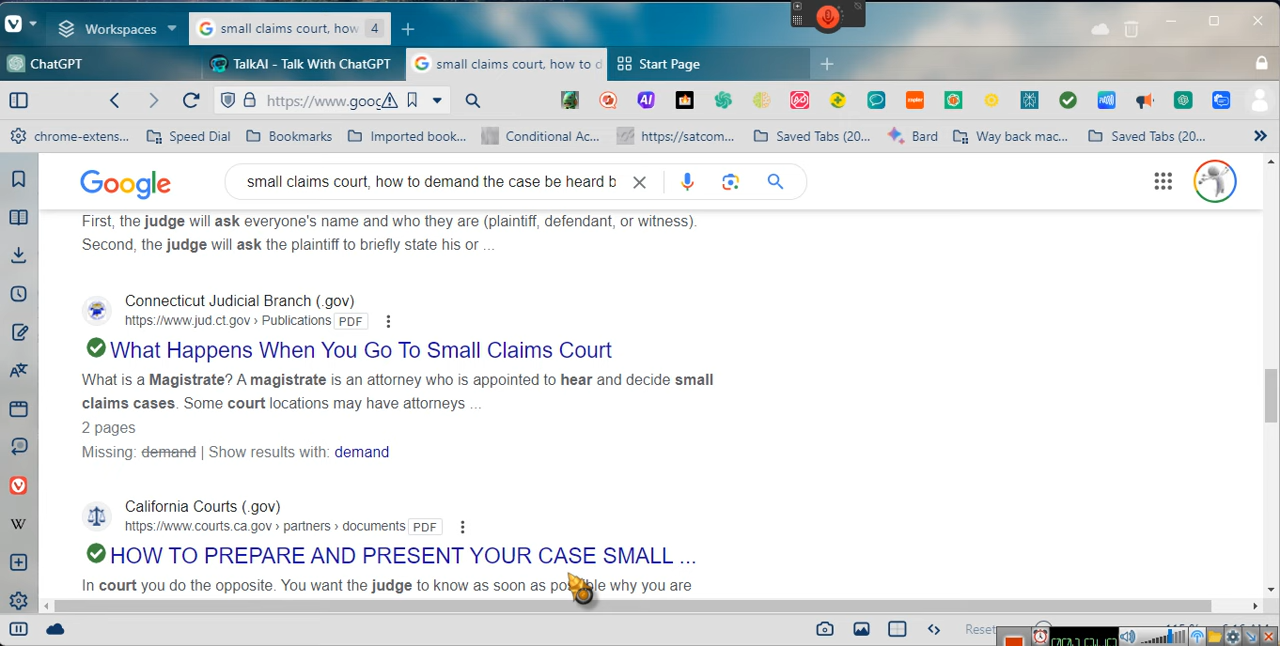 Workspaces
small claims court, how
4
ChatGPT
TalkAI - Talk With ChatGPT
small claims court, how to d
Start Page
https://www.goog
AI
chrome-extens...
Speed Dial
Bookmarks
Imported book...
Conditional Ac...
https://satcom...
Saved Tabs (20...
Bard
Way back mac...
Saved Tabs (20...
Google
small claims court, how to demand the case be heard b
First, the judge will ask everyone's name and who they are (plaintiff, defendant, or witness).
Second, the judge will ask the plaintiff to briefly state his or ...
Connecticut Judicial Branch (.gov)
https://www.jud.ct.gov › Publications PDF
What Happens When You Go To Small Claims Court
What is a Magistrate? A magistrate is an attorney who is appointed to hear and decide small
claims cases. Some court locations may have attorneys ...
2 pages
Missing: demand | Show results with: demand
California Courts (.gov)
https://www.courts.ca.gov › partners › documents PDF
HOW TO PREPARE AND PRESENT YOUR CASE SMALL ...
In court you do the opposite. You want the judge to know as soon as possible why you are
Reset